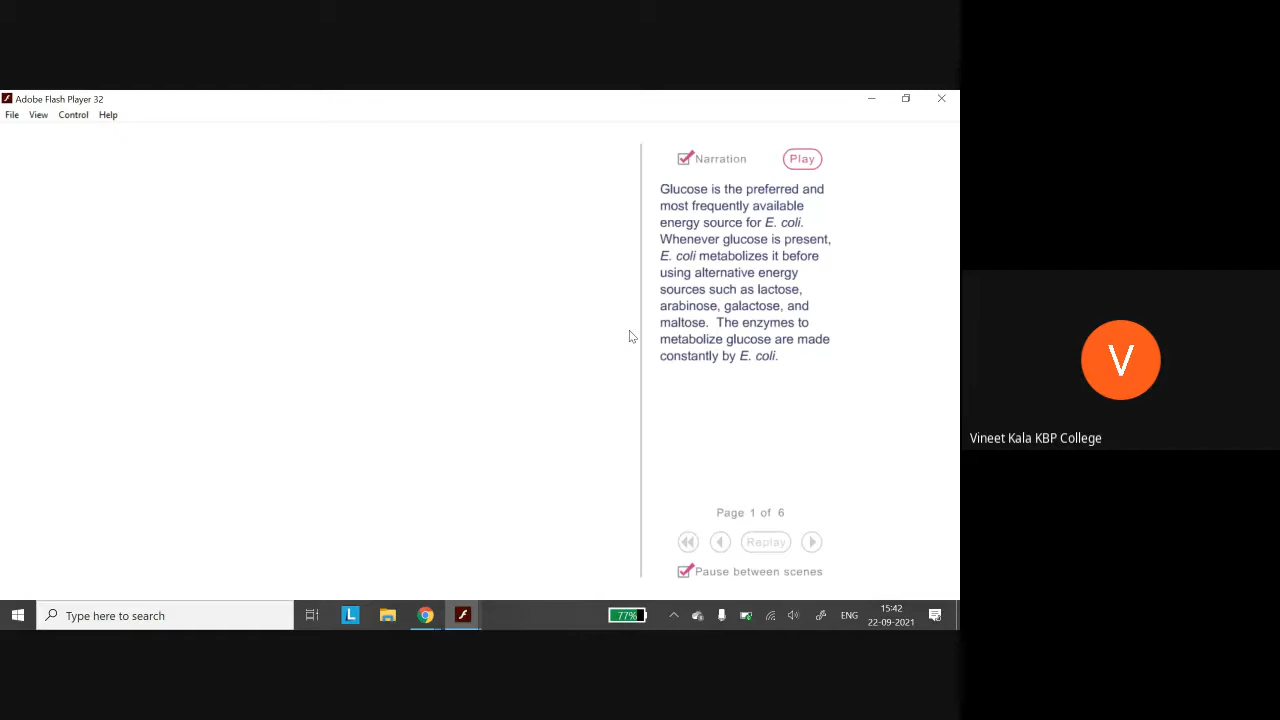 Adobe Flash Player 32
File View Control Help
Narration Play
Glucose is the preferred and
most frequently available
energy source for E. coli.
Whenever glucose is present,
E. coli metabolizes it before
using alternative energy
sources such as lactose,
arabinose, galactose, and
maltose. The enzymes to
metabolize glucose are made
constantly by E. coli.
Page 1 of 6
Replay
Pause between scenes
V
Vineet Kala KBP College
Type here to search
L
77%
ENG
15:42
22-09-2021